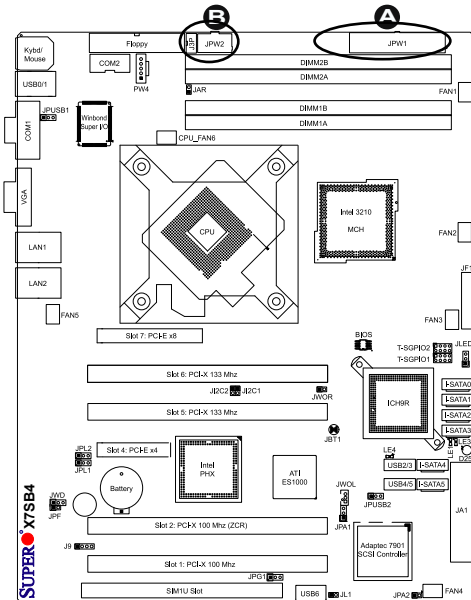 B
A
Floppy
J3P
JPW2
JPW1
Kybd/
Mouse
COM2
PW4
DIMM2B
DIMM2A
USB0/1
JAR
FAN1
JPUSB1
COM1
Winbond
Super I/O
DIMM1B
DIMM1A
CPU_FAN6
VGA
Intel 3210
MCH
CPU
FAN2
LAN1
LAN2
JF1
FAN5
FAN3
Slot 7: PCI-E x8
BIOS
T-SGPIO2
T-SGPIO1
JLED
Slot 6: PCI-X 133 Mhz
JI2C2
JI2C1
JWOR
ICH9R
I-SATA0
I-SATA1
I-SATA2
I-SATA3
Slot 5: PCI-X 133 Mhz
JBT1
JPL2
JPL1
Slot 4: PCI-E x4
Intel
PHX
ATI
ES1000
LE4
LE1
LE3
D25
USB2/3
I-SATA4
USB4/5
I-SATA5
Battery
JWOL
JPUSB2
JWD
JPF
JPA1
JA1
Slot 2: PCI-X 100 Mhz (ZCR)
J9
Adaptec 7901
SCSI Controller
Slot 1: PCI-X 100 Mhz
JPG1
SIM1U Slot
USB6
JL1
JPA2
FAN4
SUPER X7SB4